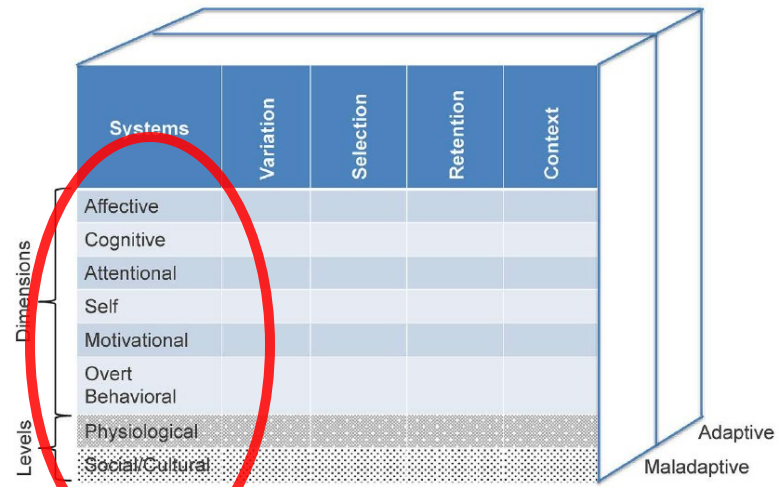 Systems
Variation
Selection
Retention
Context
Dimensions
Affective
Cognitive
Attentional
Self
Motivational
Overt
Behavioral
Levels
Physiological
Social/Cultural
Adaptive
Maladaptive